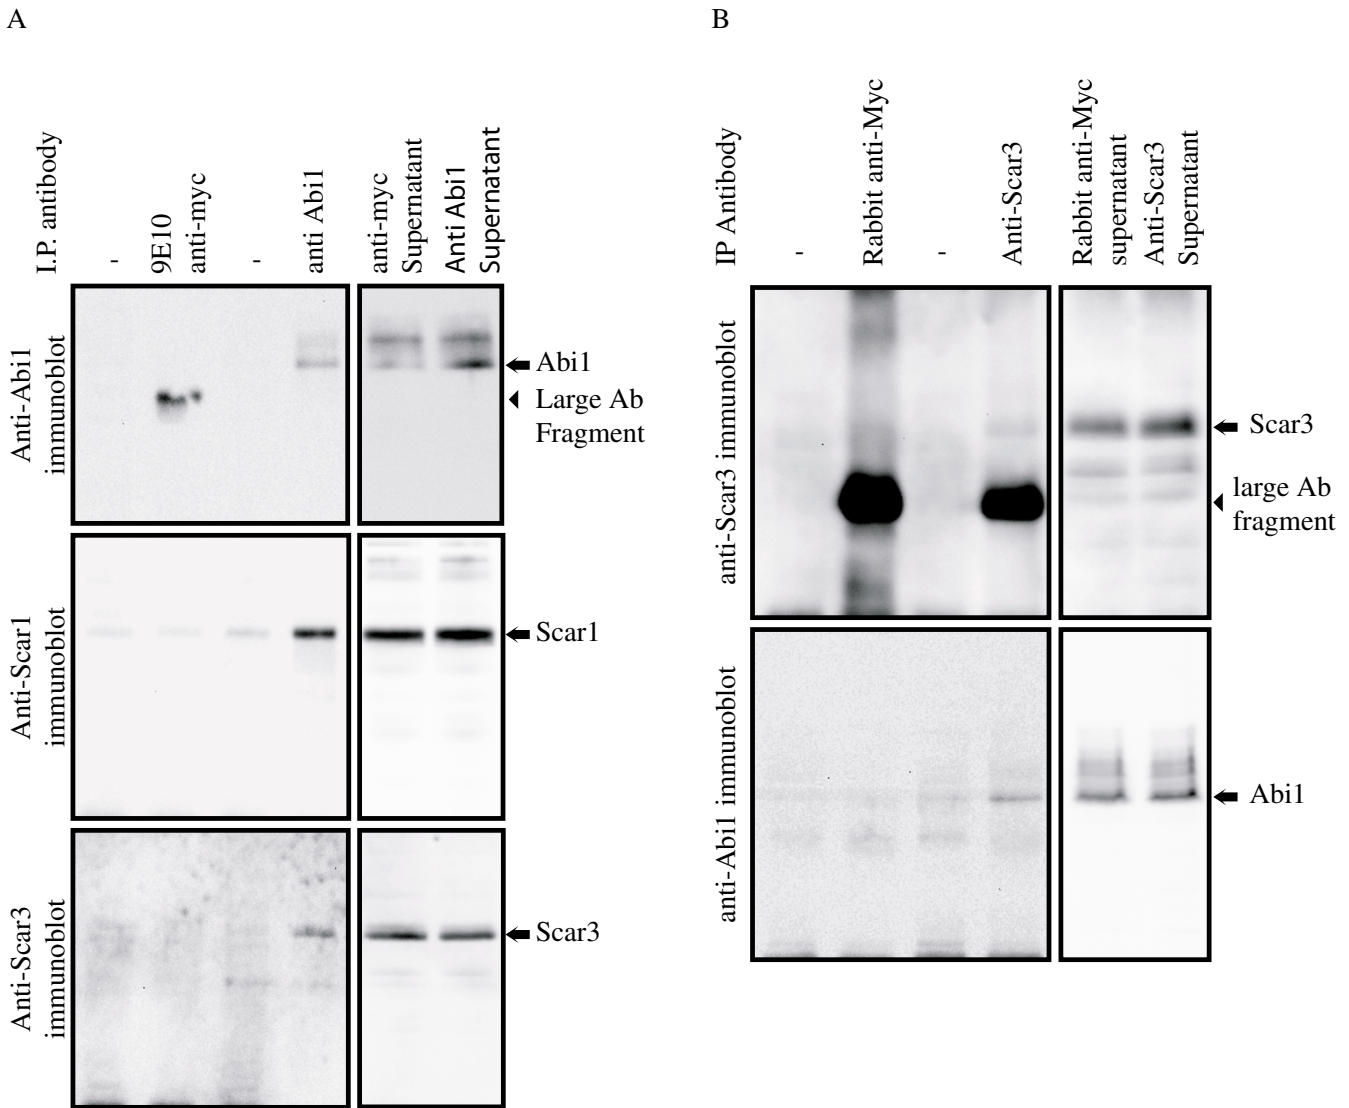 A
I.P. antibody
-
9E10
anti-myc
-
anti Abi1
anti-myc
Supernatant
Anti Abi1
Supernatant
Anti-Abi1
immunoblot
Abi1
Large Ab
Fragment
Anti-Scar1
immunoblot
Scar1
Anti-Scar3
immunoblot
Scar3
B
IP Antibody
-
Rabbit anti-Myc
-
Anti-Scar3
Rabbit anti-Myc
supernatant
Anti-Scar3
Supernatant
anti-Scar3 immunoblot
Scar3
large Ab
fragment
anti-Abi1 immunoblot
Abi1